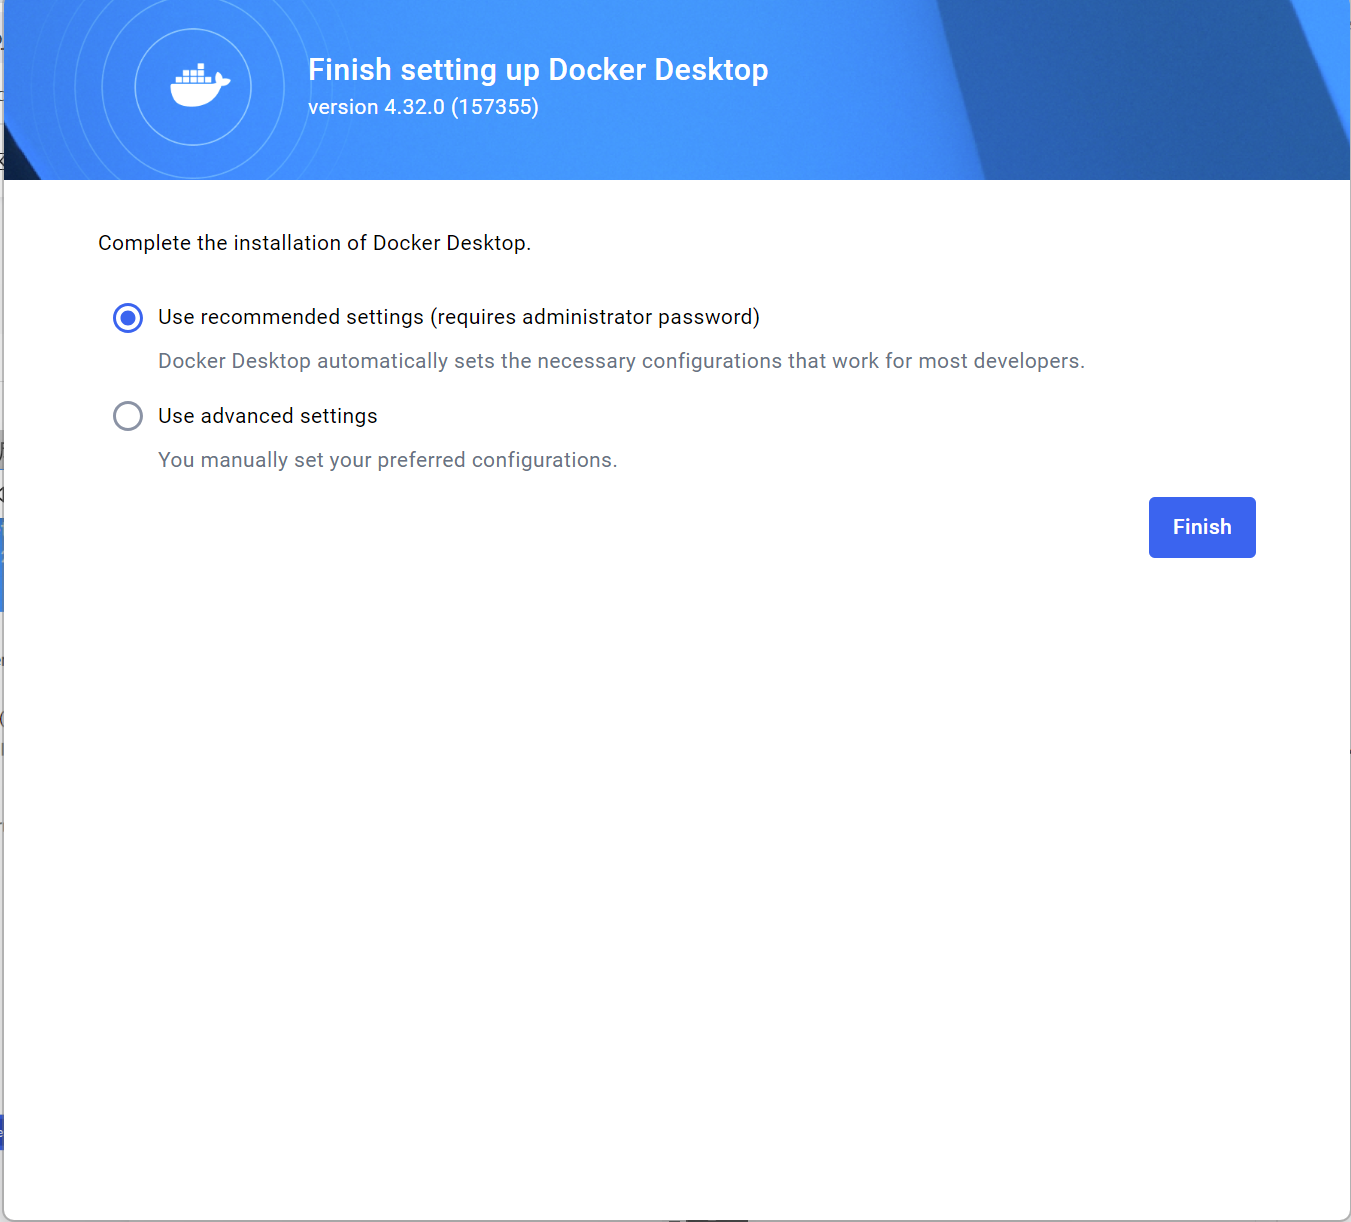 Finish setting up Docker Desktop
version 4.32.0 (157355)
Complete the installation of Docker Desktop.
Use recommended settings (requires administrator password)
Docker Desktop automatically sets the necessary configurations that work for most developers.
Use advanced settings
You manually set your preferred configurations.
Finish